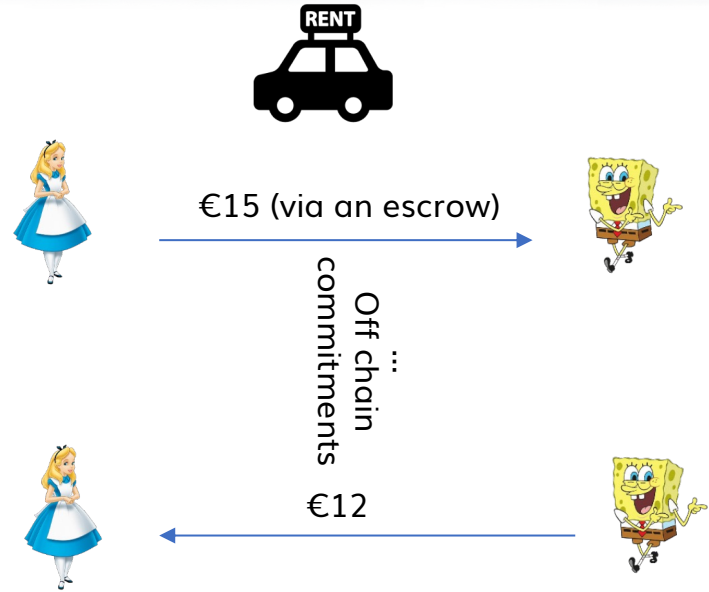 RENT
€15 (via an escrow)
...
Off chain
commitments
€12